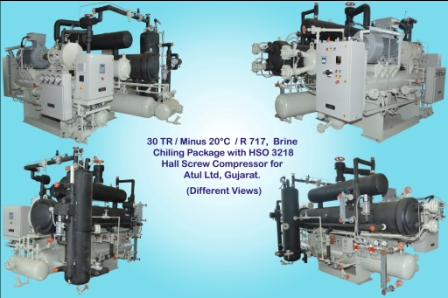 30 TR / Minus 20°C / R 717, Brine
Chiling Package with HSO 3218
Hall Screw Compressor for
Atul Ltd, Gujarat.
(Different Views)